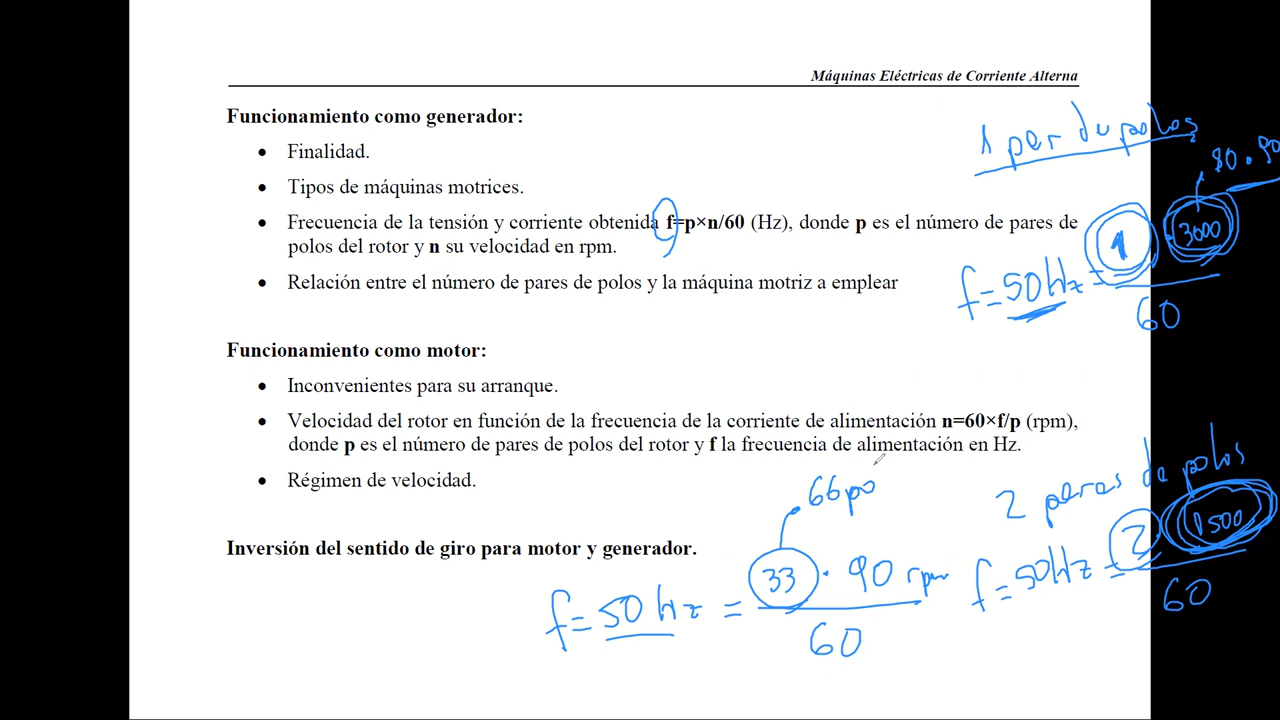 Máquinas Eléctricas de Corriente Alterna
Funcionamiento como generador:
• Finalidad.
• Tipos de máquinas motrices.
• Frecuencia de la tensión y corriente obtenida f=p×n/60 (Hz), donde p es el número de pares de
polos del rotor y n su velocidad en rpm.
• Relación entre el número de pares de polos y la máquina motriz a emplear
1 par de polos
80 · 90
f=50Hz = 1 · 3000
60
Funcionamiento como motor:
• Inconvenientes para su arranque.
• Velocidad del rotor en función de la frecuencia de la corriente de alimentación n=60×f/p (rpm),
donde p es el número de pares de polos del rotor y f la frecuencia de alimentación en Hz.
• Régimen de velocidad.
Inversión del sentido de giro para motor y generador.
66 po
f=50 Hz = 33 · 90 rpm
60
2 pares de polos
f=50Hz = 2 · 1500
60